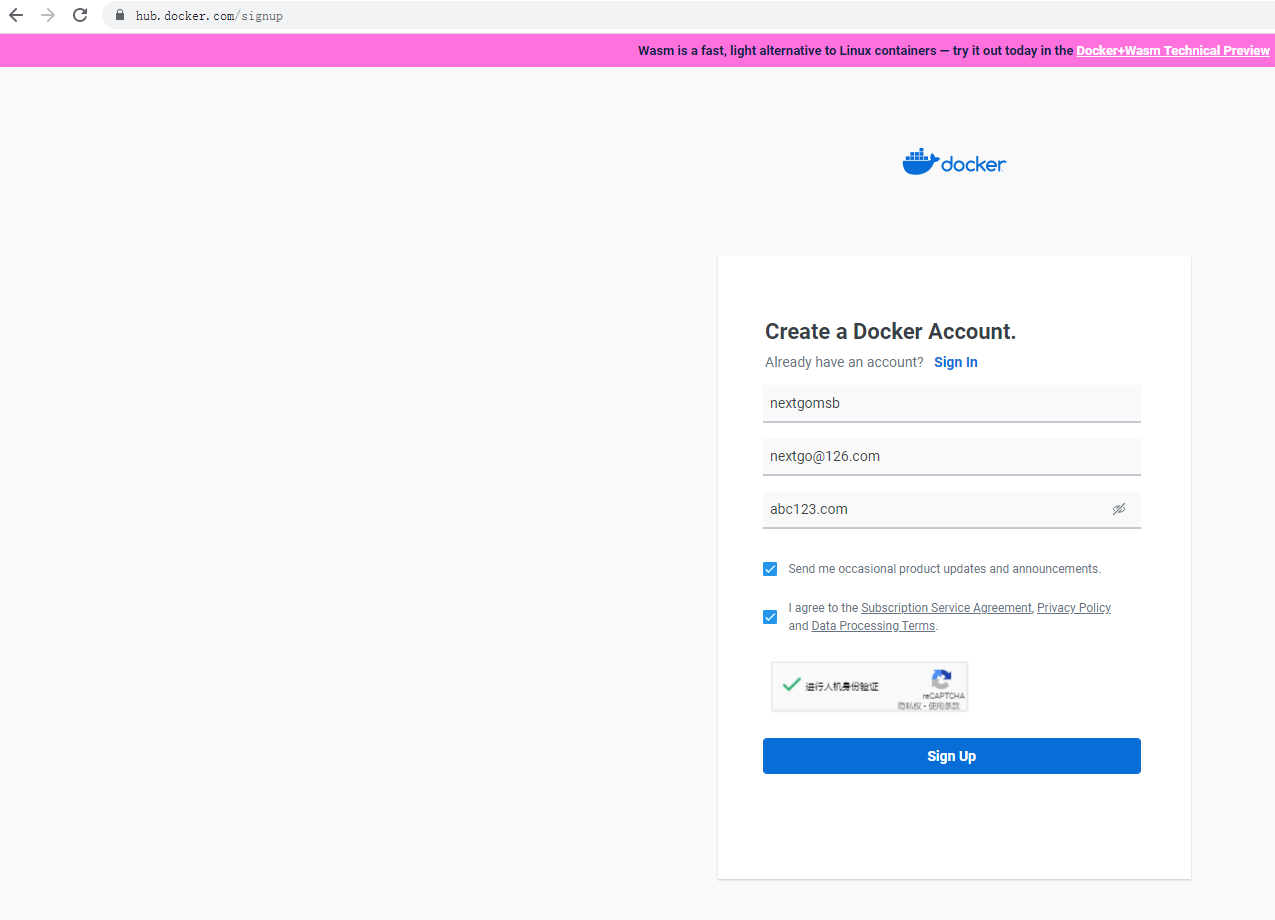 hub.docker.com/signup
Wasm is a fast, light alternative to Linux containers — try it out today in the Docker+Wasm Technical Preview
docker
Create a Docker Account.
Already have an account? Sign In
nextgomsb
nextgo@126.com
abc123.com
Send me occasional product updates and announcements.
I agree to the Subscription Service Agreement, Privacy Policy
and Data Processing Terms.
进行人机身份验证
reCAPTCHA
隐私权 - 使用条款
Sign Up